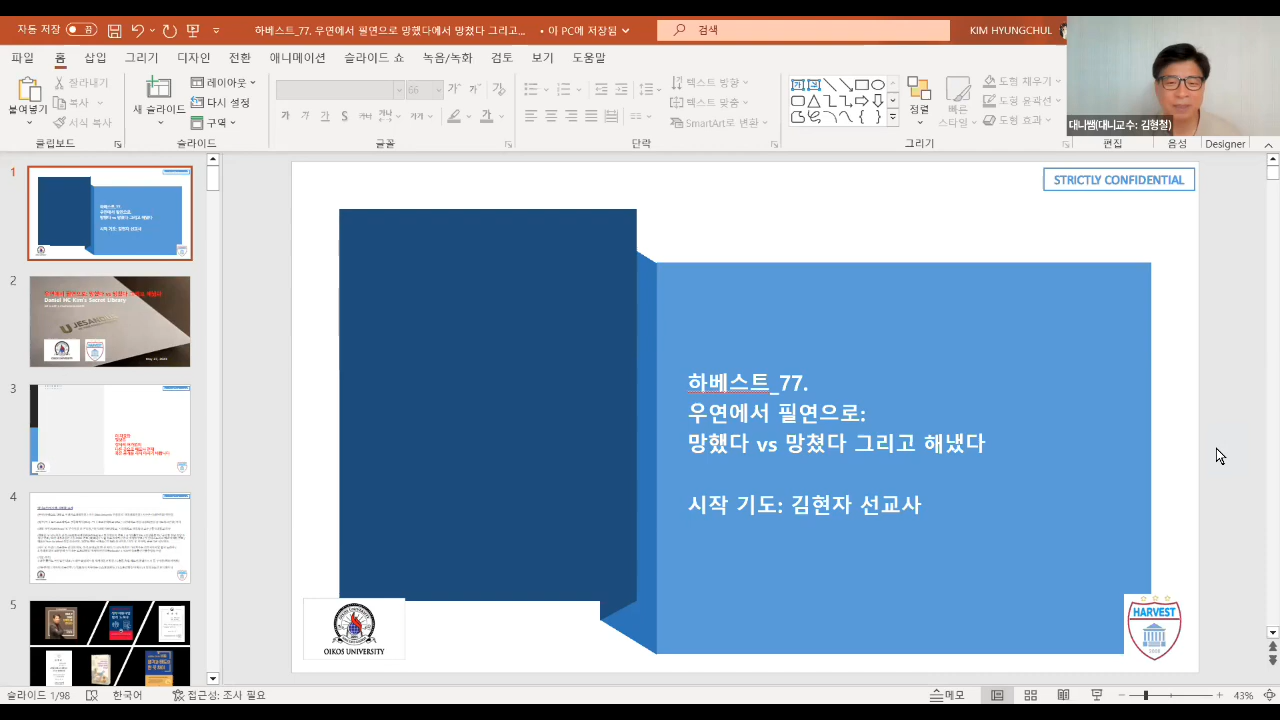 자동 저장
끔
하베스트_77. 우연에서 필연으로 망했다에서 망쳤다 그리고... • 이 PC에 저장됨
검색
KIM HYUNGCHUL
파일 홈 삽입 그리기 디자인 전환 애니메이션 슬라이드 쇼 녹음/녹화 검토 보기 도움말
붙여넣기
잘라내기
복사
서식 복사
클립보드
새 슬라이드
레이아웃
다시 설정
구역
슬라이드
66
글꼴
텍스트 방향
텍스트 맞춤
SmartArt로 변환
단락
정렬
빠른 스타일
도형 채우기
도형 윤곽선
도형 효과
그리기
편집
음성
Designer
대니쌤(대니교수: 김형철)
1
2
Daniel HC Kim's Secret Library
3
4
5
STRICTLY CONFIDENTIAL
하베스트_77.
우연에서 필연으로:
망했다 vs 망쳤다 그리고 해냈다
시작 기도: 김현자 선교사
OIKOS UNIVERSITY
HARVEST
슬라이드 1/98
한국어
접근성: 조사 필요
메모
43%